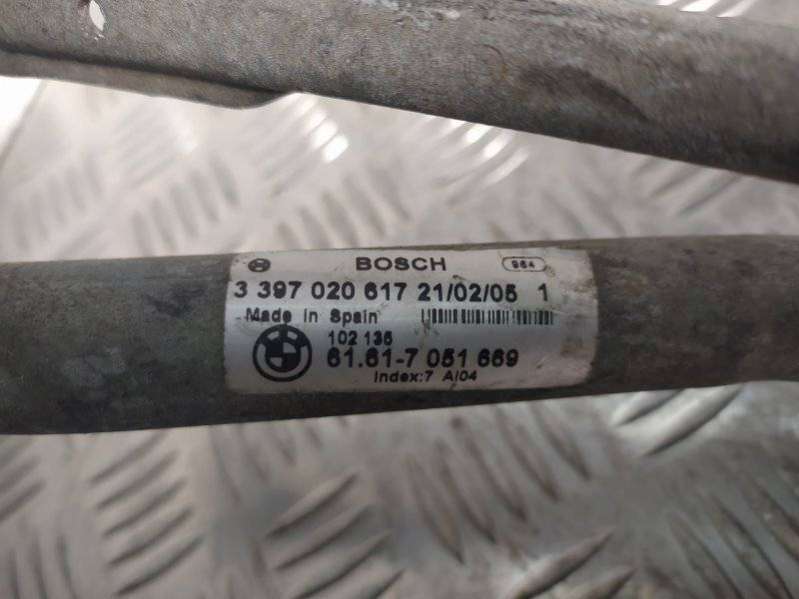 BOSCH 984
3 397 020 617 21/02/05 1
Made in Spain
102 136
61.61-7 051 669
Index:7 A/04